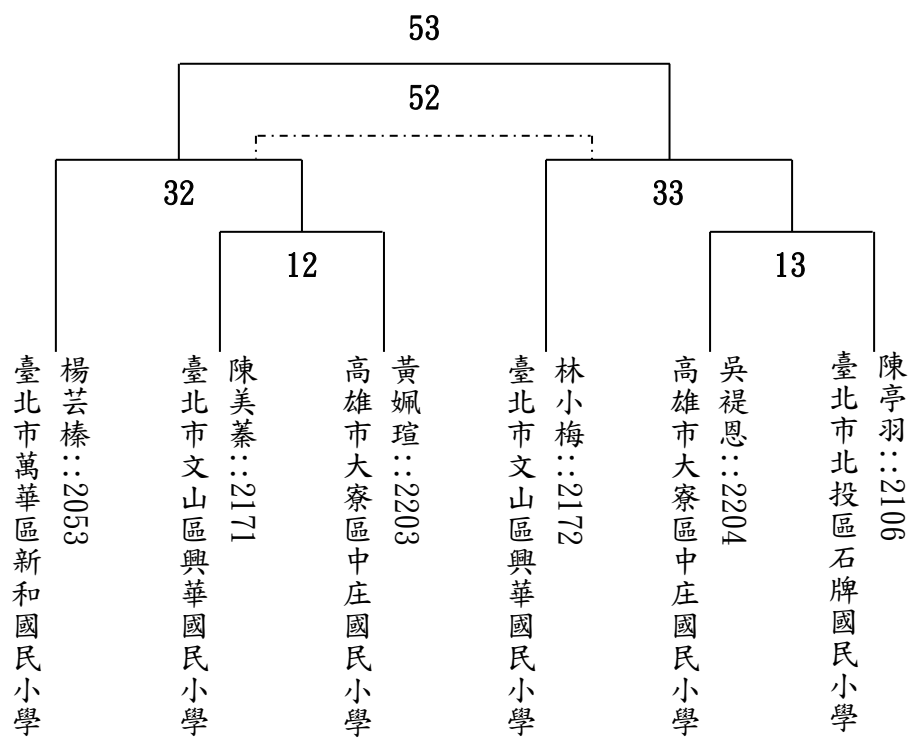 53
52
32
33
12
13
楊芸榛::2053
臺北市萬華區新和國民小學
陳美蓁::2171
臺北市文山區興華國民小學
黃姵瑄::2203
高雄市大寮區中庄國民小學
林小梅::2172
臺北市文山區興華國民小學
吳禔恩::2204
高雄市大寮區中庄國民小學
陳亭羽::2106
臺北市北投區石牌國民小學